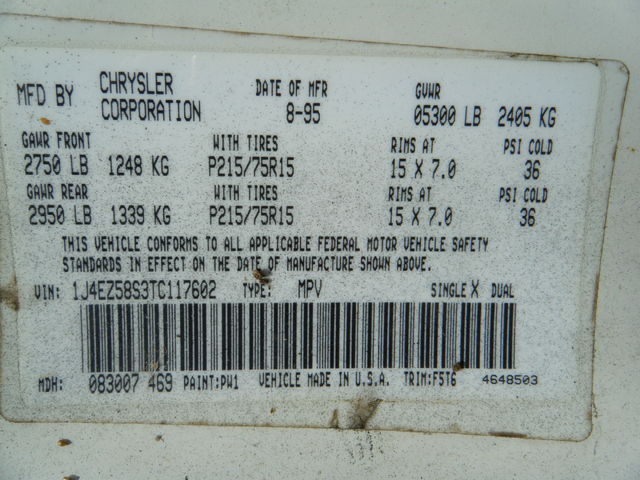 MFD BY CHRYSLER CORPORATION DATE OF MFR 8-95 GVWR 05300 LB 2405 KG
GAWR FRONT WITH TIRES RIMS AT PSI COLD
2750 LB 1248 KG P215/75R15 15 X 7.0 36
GAWR REAR WITH TIRES RIMS AT PSI COLD
2950 LB 1339 KG P215/75R15 15 X 7.0 36
THIS VEHICLE CONFORMS TO ALL APPLICABLE FEDERAL MOTOR VEHICLE SAFETY
STANDARDS IN EFFECT ON THE DATE OF MANUFACTURE SHOWN ABOVE.
VIN: 1J4EZ58S3TC117602 TYPE: MPV SINGLE X DUAL
MDH: 083007 469 PAINT:PW1 VEHICLE MADE IN U.S.A. TRIM:F5T6 4648503